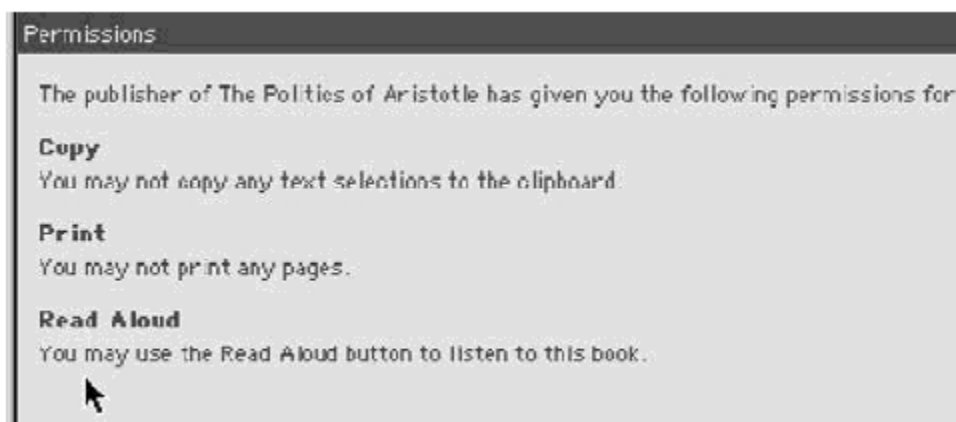 Permissions
The publisher of The Politics of Aristotle has given you the following permissions for
Copy
You may not copy any text selections to the clipboard.
Print
You may not print any pages.
Read Aloud
You may use the Read Aloud button to listen to this book.